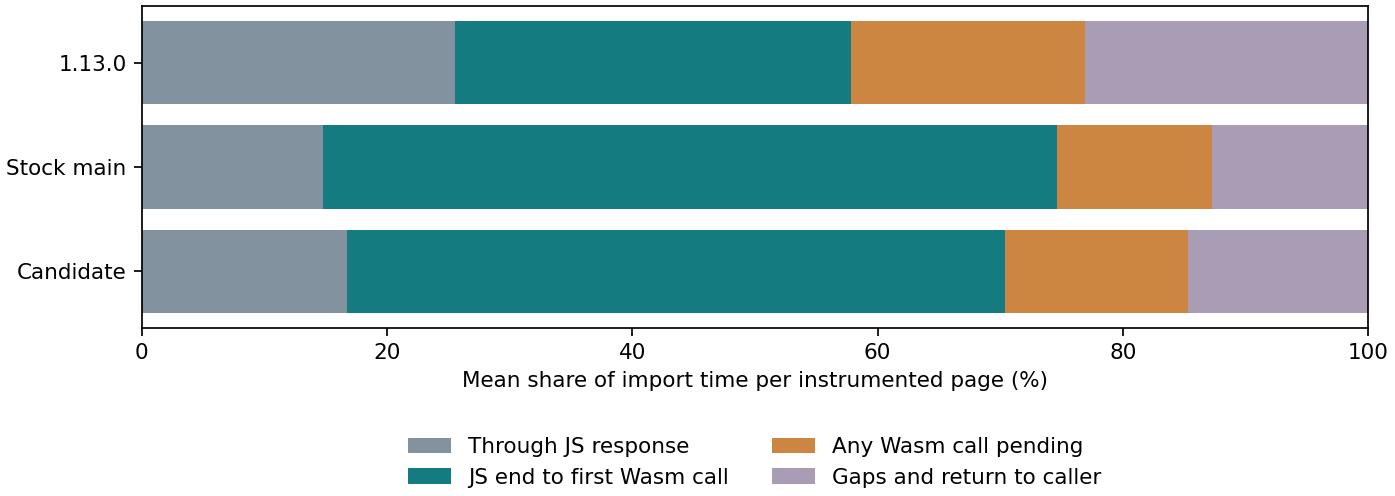 1.13.0
Stock main
Candidate
0 20 40 60 80 100
Mean share of import time per instrumented page (%)
Through JS response
JS end to first Wasm call
Any Wasm call pending
Gaps and return to caller